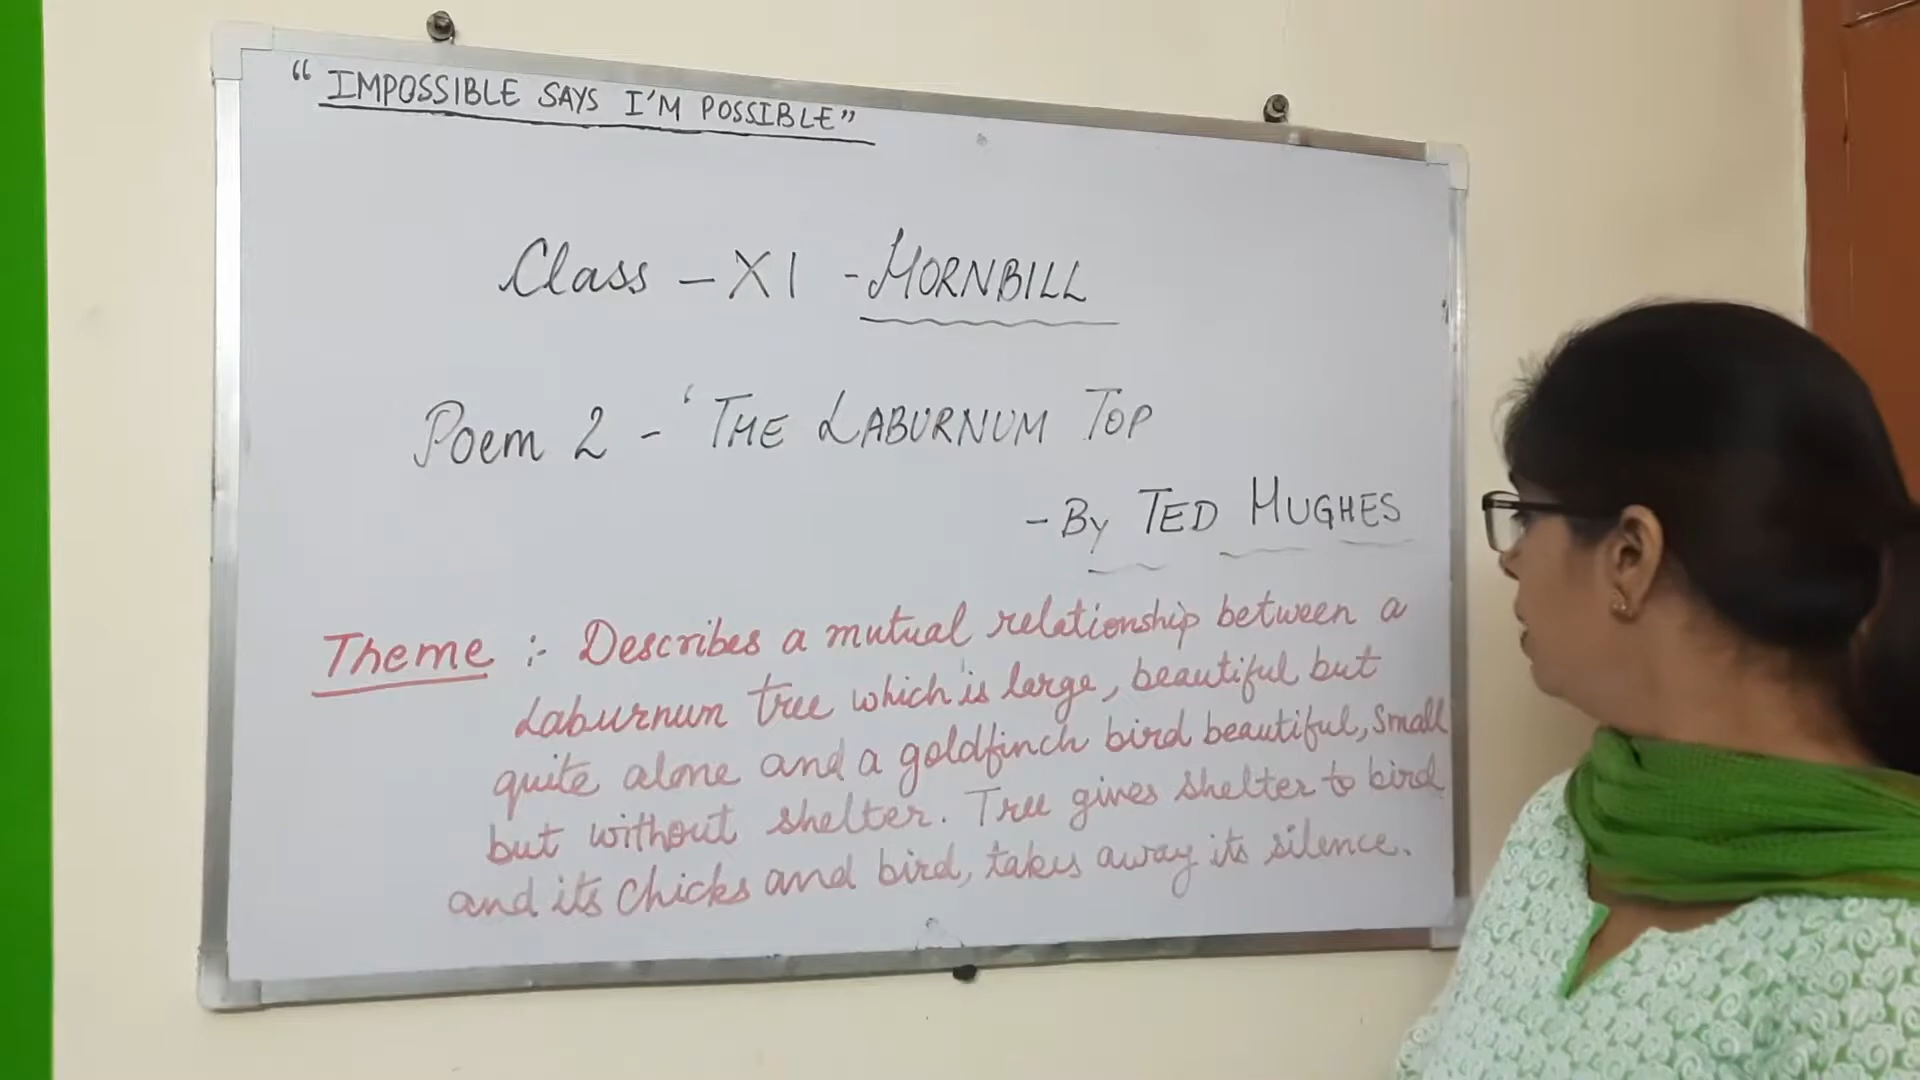 “IMPOSSIBLE SAYS I'M POSSIBLE”
Class – XI - HORNBILL
Poem 2 - ‘THE LABURNUM TOP
- By TED HUGHES
Theme :- Describes a mutual relationship between a
Laburnum tree which is large, beautiful but
quite alone and a goldfinch bird beautiful, small
but without shelter. Tree gives shelter to bird
and its chicks and bird, takes away its silence.